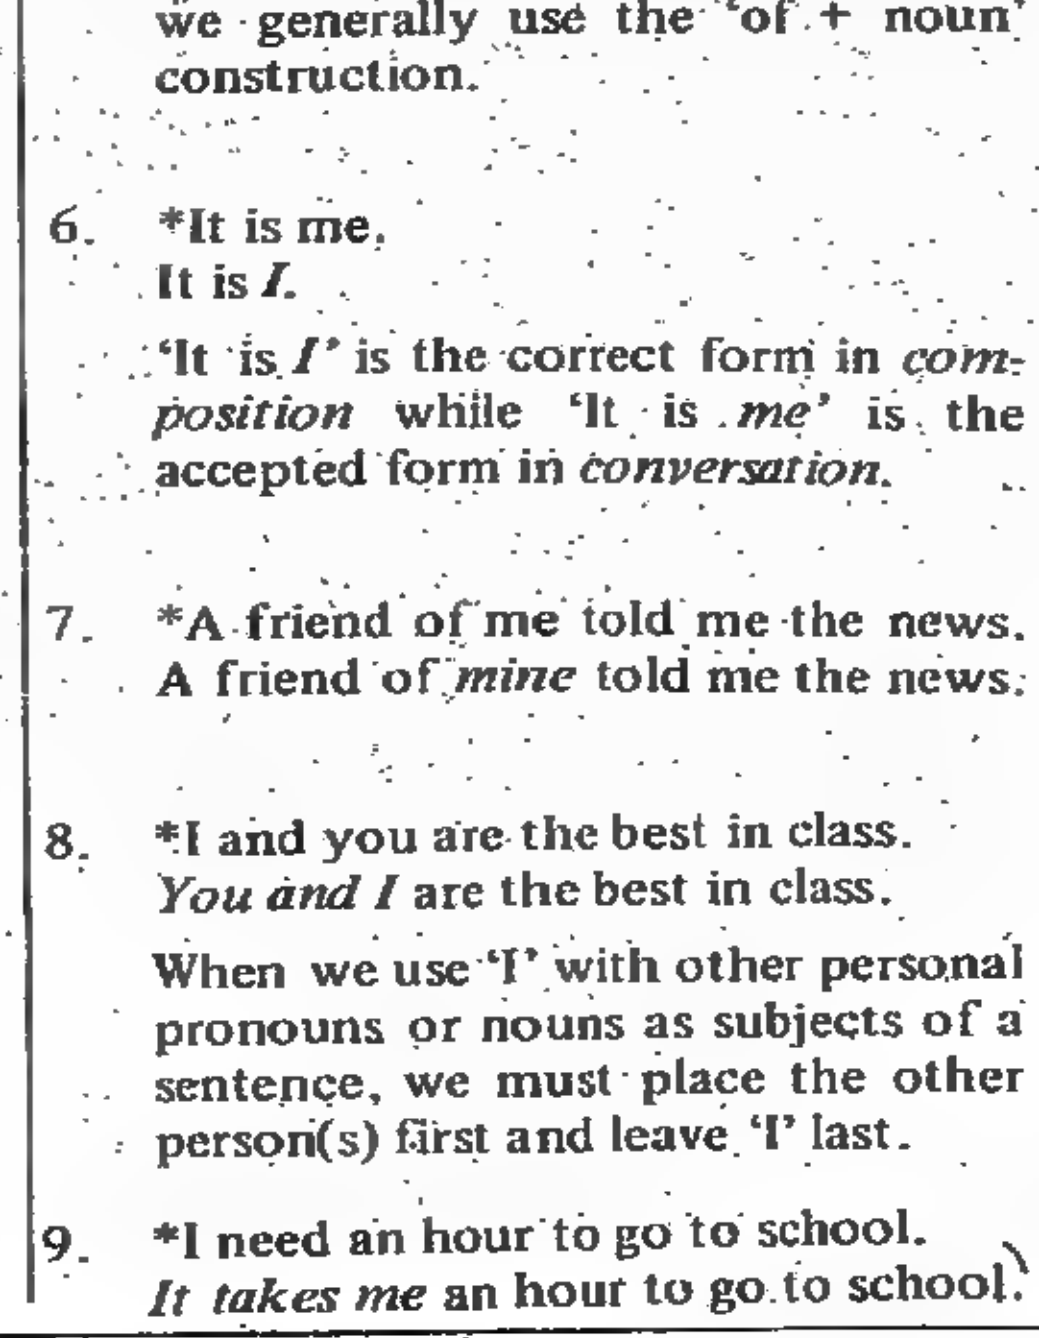 we generally use the 'of + noun'
construction.
6. *It is me.
It is I.
'It is I' is the correct form in com-
position while 'It is me' is the
accepted form in conversation.
7. *A friend of me told me the news.
A friend of mine told me the news.
8. *I and you are the best in class.
You and I are the best in class.
When we use 'I' with other personal
pronouns or nouns as subjects of a
sentence, we must place the other
person(s) first and leave 'I' last.
9. *I need an hour to go to school.
It takes me an hour to go to school.